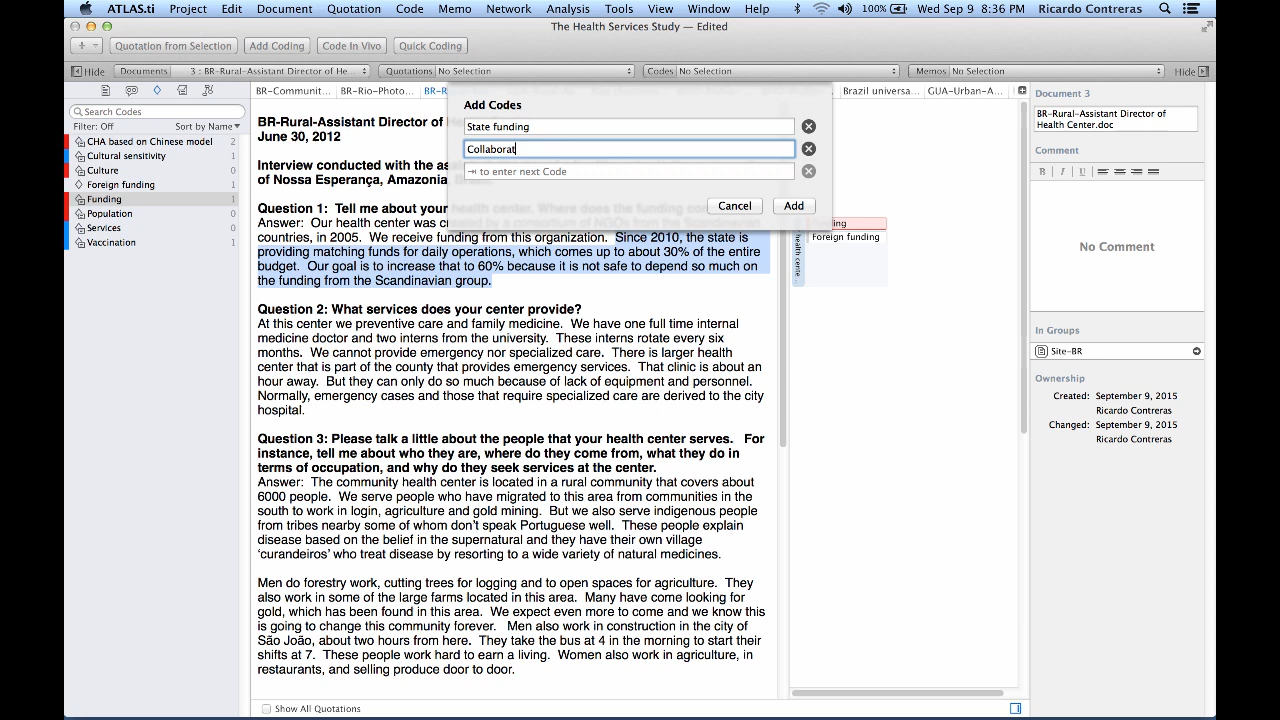 ATLAS.ti Project Edit Document Quotation Code Memo Network Analysis Tools View Window Help 100% Wed Sep 9 8:36 PM Ricardo Contreras
The Health Services Study — Edited
Quotation from Selection Add Coding Code In Vivo Quick Coding
Hide Documents 3 : BR-Rural-Assistant Director of He... Quotations No Selection Codes No Selection Memos No Selection Hide
BR-Communit... BR-Rio-Photo... BR-R Brazil universa... GUA-Urban-A...
Search Codes
Filter: Off Sort by Name
CHA based on Chinese model 2
Cultural sensitivity 1
Culture 1
Foreign funding 1
Funding 1
Population 0
Services 0
Vaccination 1
Add Codes
State funding
Collaborat
⇥ to enter next Code
Cancel Add
BR-Rural-Assistant Director of H
June 30, 2012
Interview conducted with the as
of Nossa Esperança, Amazonia
Question 1: Tell me about your health center. Where does the funding co
Answer: Our health center was cr
countries, in 2005. We receive funding from this organization. Since 2010, the state is
providing matching funds for daily operations, which comes up to about 30% of the entire
budget. Our goal is to increase that to 60% because it is not safe to depend so much on
the funding from the Scandinavian group.
Question 2: What services does your center provide?
At this center we preventive care and family medicine. We have one full time internal
medicine doctor and two interns from the university. These interns rotate every six
months. We cannot provide emergency nor specialized care. There is larger health
center that is part of the county that provides emergency services. That clinic is about an
hour away. But they can only do so much because of lack of equipment and personnel.
Normally, emergency cases and those that require specialized care are derived to the city
hospital.
Question 3: Please talk a little about the people that your health center serves. For
instance, tell me about who they are, where do they come from, what they do in
terms of occupation, and why do they seek services at the center.
Answer: The community health center is located in a rural community that covers about
6000 people. We serve people who have migrated to this area from communities in the
south to work in login, agriculture and gold mining. But we also serve indigenous people
from tribes nearby some of whom don't speak Portuguese well. These people explain
disease based on the belief in the supernatural and they have their own village
'curandeiros' who treat disease by resorting to a wide variety of natural medicines.
Men do forestry work, cutting trees for logging and to open spaces for agriculture. They
also work in some of the large farms located in this area. Many have come looking for
gold, which has been found in this area. We expect even more to come and we know this
is going to change this community forever. Men also work in construction in the city of
São João, about two hours from here. They take the bus at 4 in the morning to start their
shifts at 7. These people work hard to earn a living. Women also work in agriculture, in
restaurants, and selling produce door to door.
Show All Quotations
ing
Foreign funding
health cente...
Document 3
BR-Rural-Assistant Director of
Health Center.doc
Comment
B I U
No Comment
In Groups
Site-BR
Ownership
Created: September 9, 2015
Ricardo Contreras
Changed: September 9, 2015
Ricardo Contreras